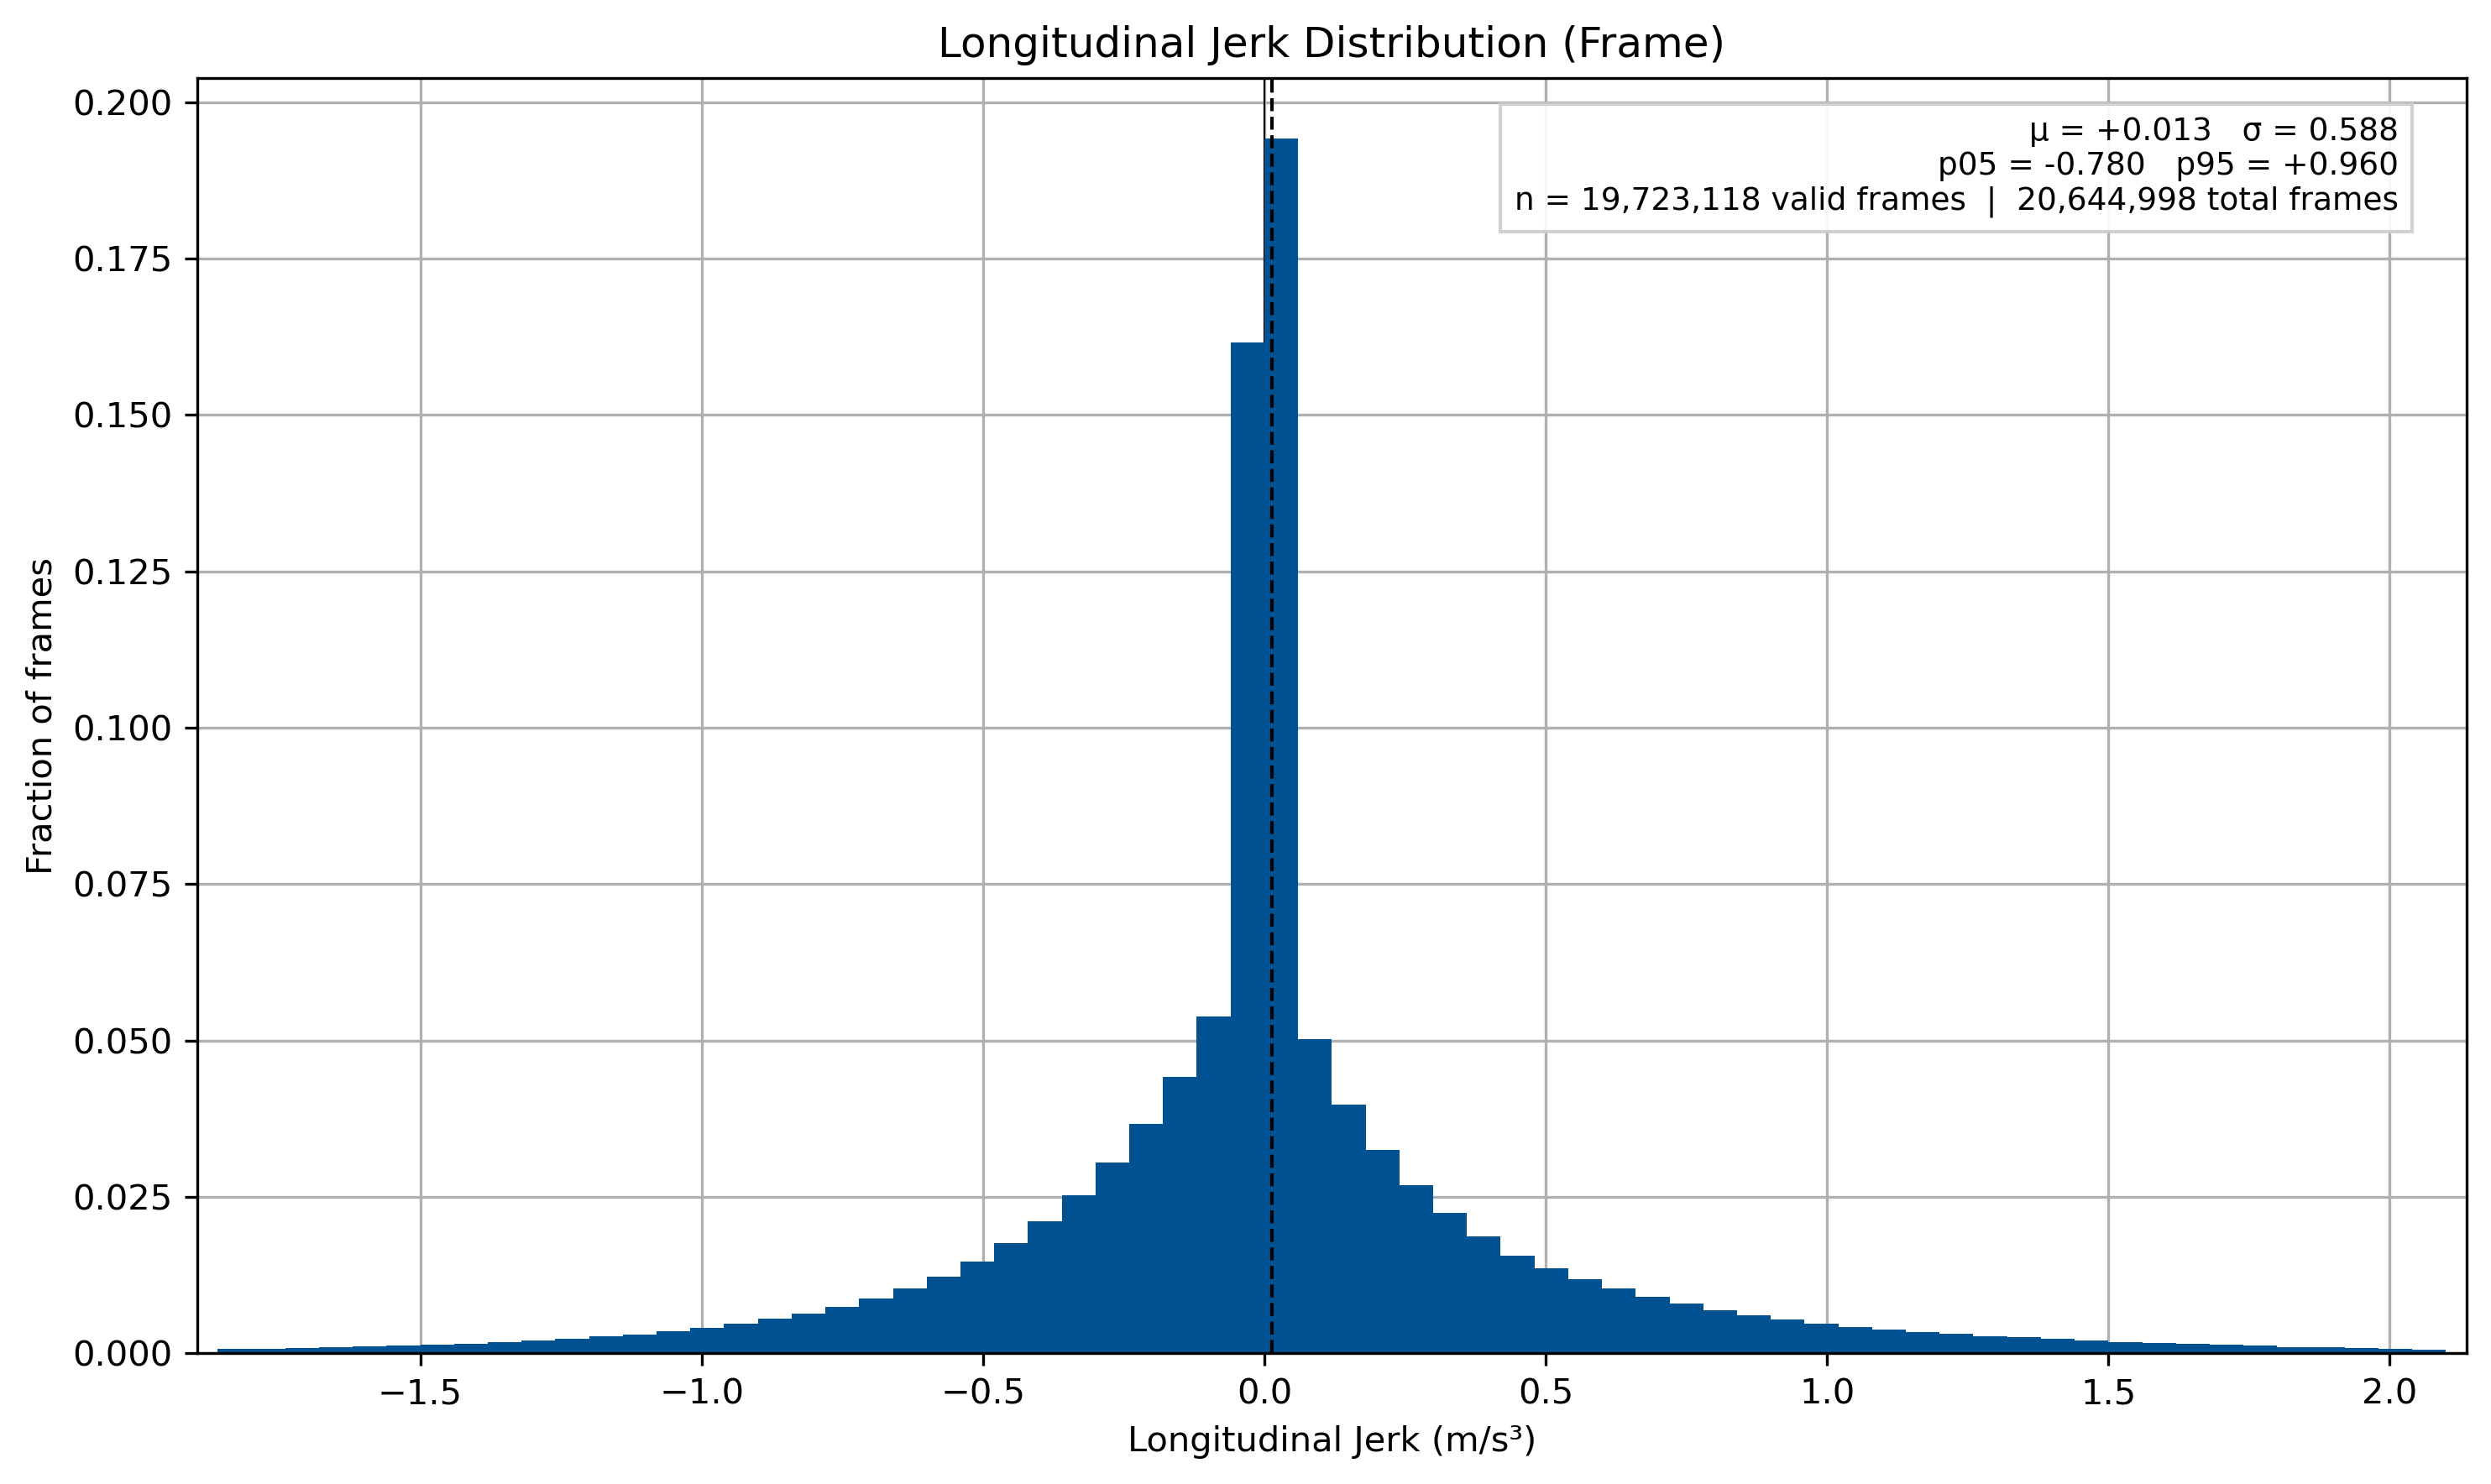 Longitudinal Jerk Distribution (Frame)
µ = +0.013   σ = 0.588
p05 = -0.780   p95 = +0.960
n = 19,723,118 valid frames  |  20,644,998 total frames
Fraction of frames
0.200
0.175
0.150
0.125
0.100
0.075
0.050
0.025
0.000
−1.5
−1.0
−0.5
0.0
0.5
1.0
1.5
2.0
Longitudinal Jerk (m/s³)